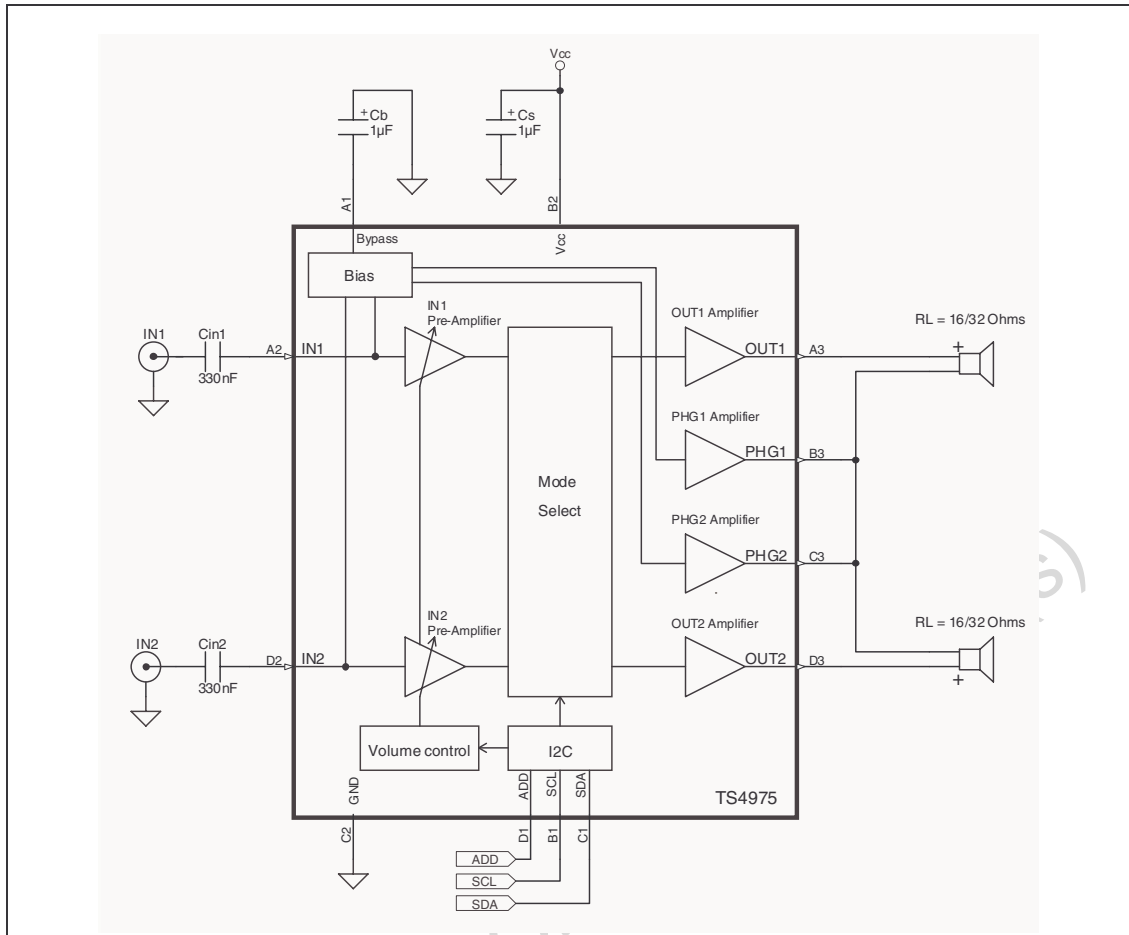 Vcc
+ Cb
1µF
+ Cs
1µF
A1
B2
Bypass
Vcc
Bias
IN1
Pre-Amplifier
OUT1 Amplifier
RL = 16/32 Ohms
IN1
Cin1
330nF
A2
IN1
OUT1
A3
+
PHG1 Amplifier
PHG1
B3
Mode
Select
PHG2 Amplifier
PHG2
C3
IN2
Pre-Amplifier
OUT2 Amplifier
RL = 16/32 Ohms
IN2
Cin2
330nF
D2
IN2
OUT2
D3
+
Volume control
I2C
GND
ADD
SCL
SDA
TS4975
C2
D1
B1
C1
ADD
SCL
SDA